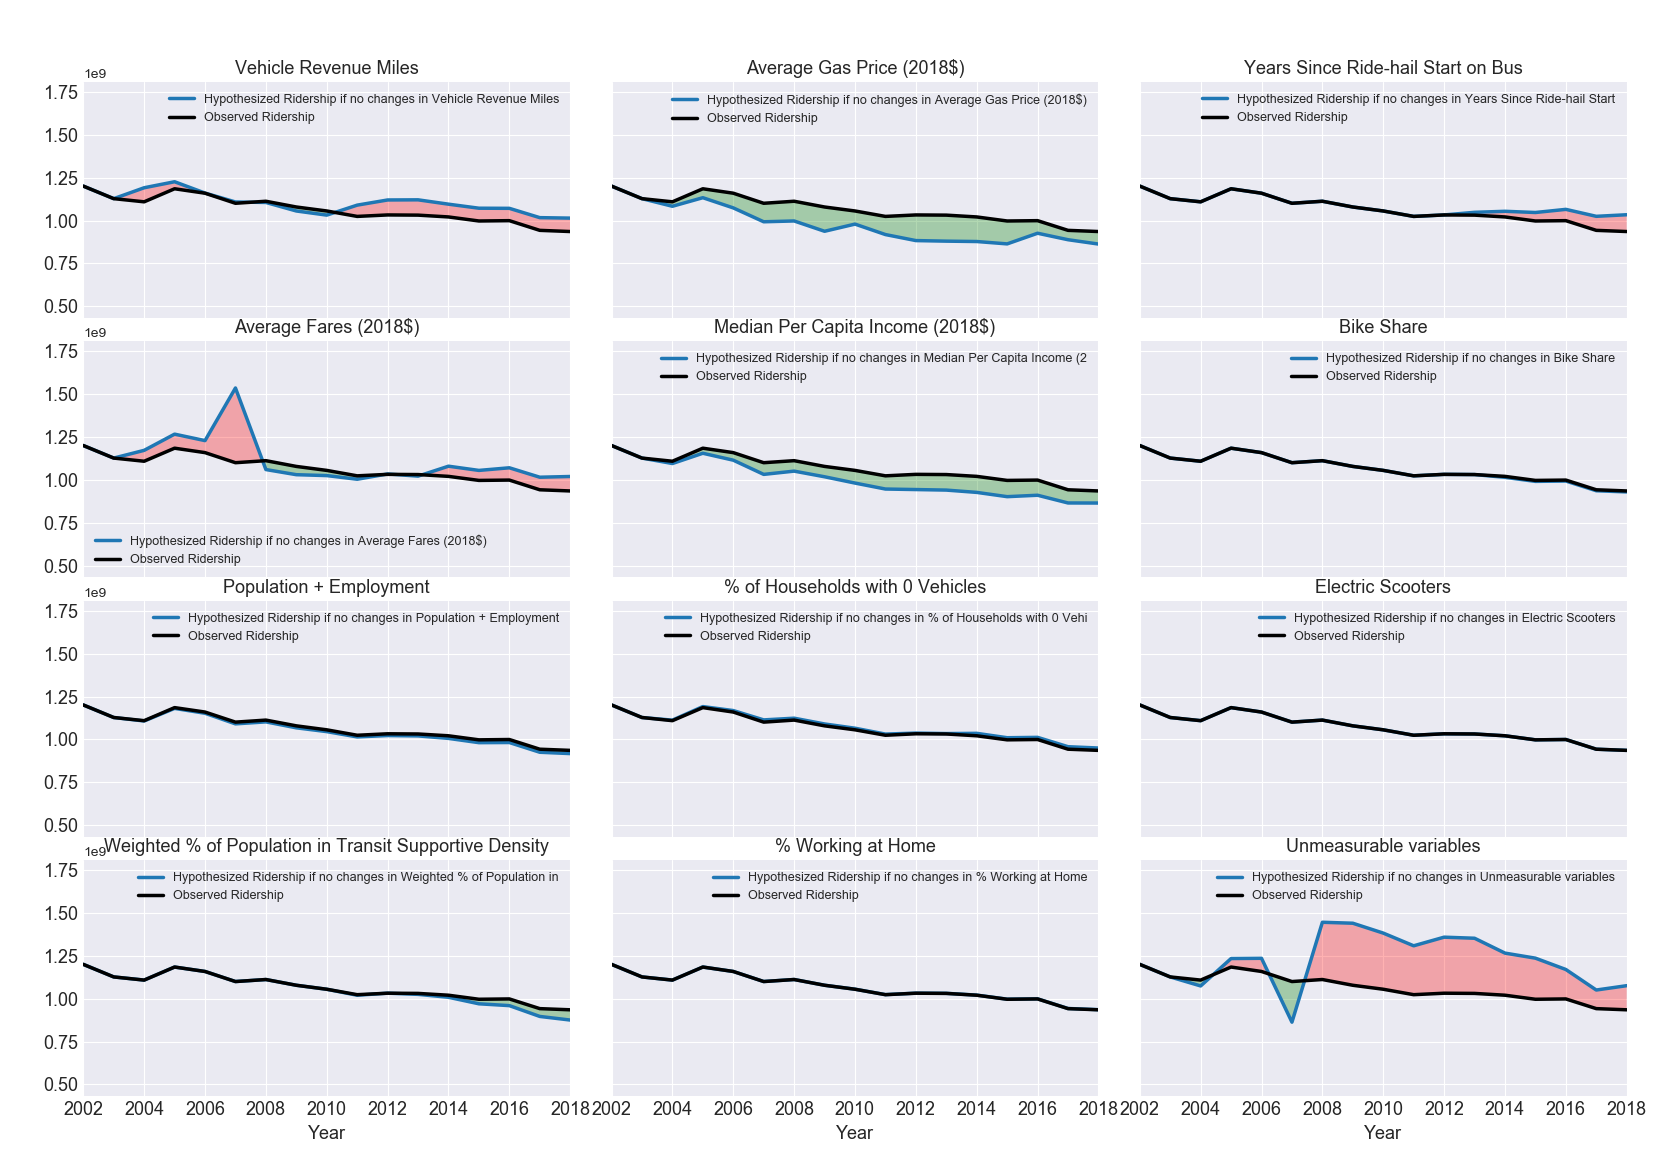 Vehicle Revenue Miles
1e9
Hypothesized Ridership if no changes in Vehicle Revenue Miles
Observed Ridership
1.75
1.50
1.25
1.00
0.75
0.50
Average Gas Price (2018$)
Hypothesized Ridership if no changes in Average Gas Price (2018$)
Observed Ridership
Years Since Ride-hail Start on Bus
Hypothesized Ridership if no changes in Years Since Ride-hail Start
Observed Ridership
Average Fares (2018$)
1e9
1.75
1.50
1.25
1.00
0.75
0.50
Hypothesized Ridership if no changes in Average Fares (2018$)
Observed Ridership
Median Per Capita Income (2018$)
Hypothesized Ridership if no changes in Median Per Capita Income (2
Observed Ridership
Bike Share
Hypothesized Ridership if no changes in Bike Share
Observed Ridership
Population + Employment
1e9
Hypothesized Ridership if no changes in Population + Employment
Observed Ridership
1.75
1.50
1.25
1.00
0.75
0.50
% of Households with 0 Vehicles
Hypothesized Ridership if no changes in % of Households with 0 Vehi
Observed Ridership
Electric Scooters
Hypothesized Ridership if no changes in Electric Scooters
Observed Ridership
Weighted % of Population in Transit Supportive Density
1e9
Hypothesized Ridership if no changes in Weighted % of Population in
Observed Ridership
1.75
1.50
1.25
1.00
0.75
0.50
2002 2004 2006 2008 2010 2012 2014 2016 2018
Year
% Working at Home
Hypothesized Ridership if no changes in % Working at Home
Observed Ridership
2002 2004 2006 2008 2010 2012 2014 2016 2018
Year
Unmeasurable variables
Hypothesized Ridership if no changes in Unmeasurable variables
Observed Ridership
2002 2004 2006 2008 2010 2012 2014 2016 2018
Year